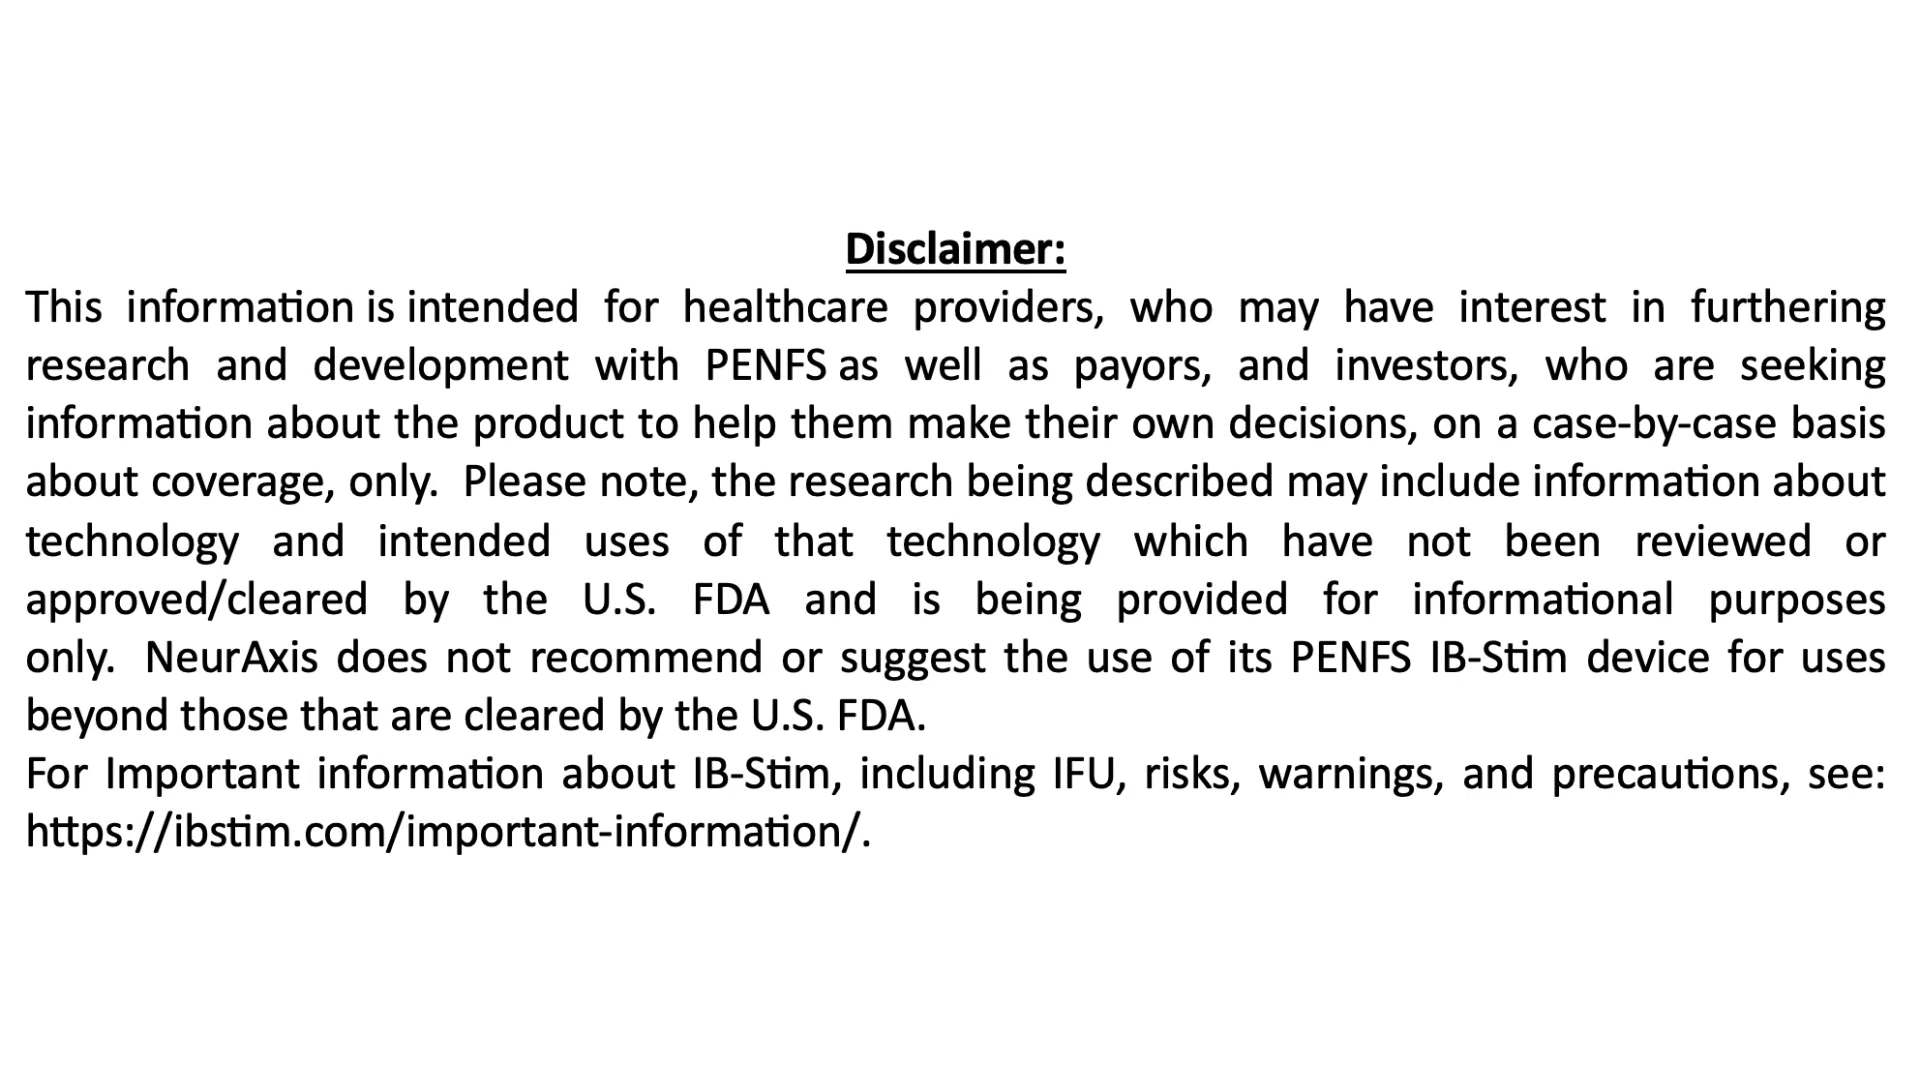 Disclaimer:
This information is intended for healthcare providers, who may have interest in furthering
research and development with PENFS as well as payors, and investors, who are seeking
information about the product to help them make their own decisions, on a case-by-case basis
about coverage, only. Please note, the research being described may include information about
technology and intended uses of that technology which have not been reviewed or
approved/cleared by the U.S. FDA and is being provided for informational purposes
only. NeurAxis does not recommend or suggest the use of its PENFS IB-Stim device for uses
beyond those that are cleared by the U.S. FDA.
For Important information about IB-Stim, including IFU, risks, warnings, and precautions, see:
https://ibstim.com/important-information/.